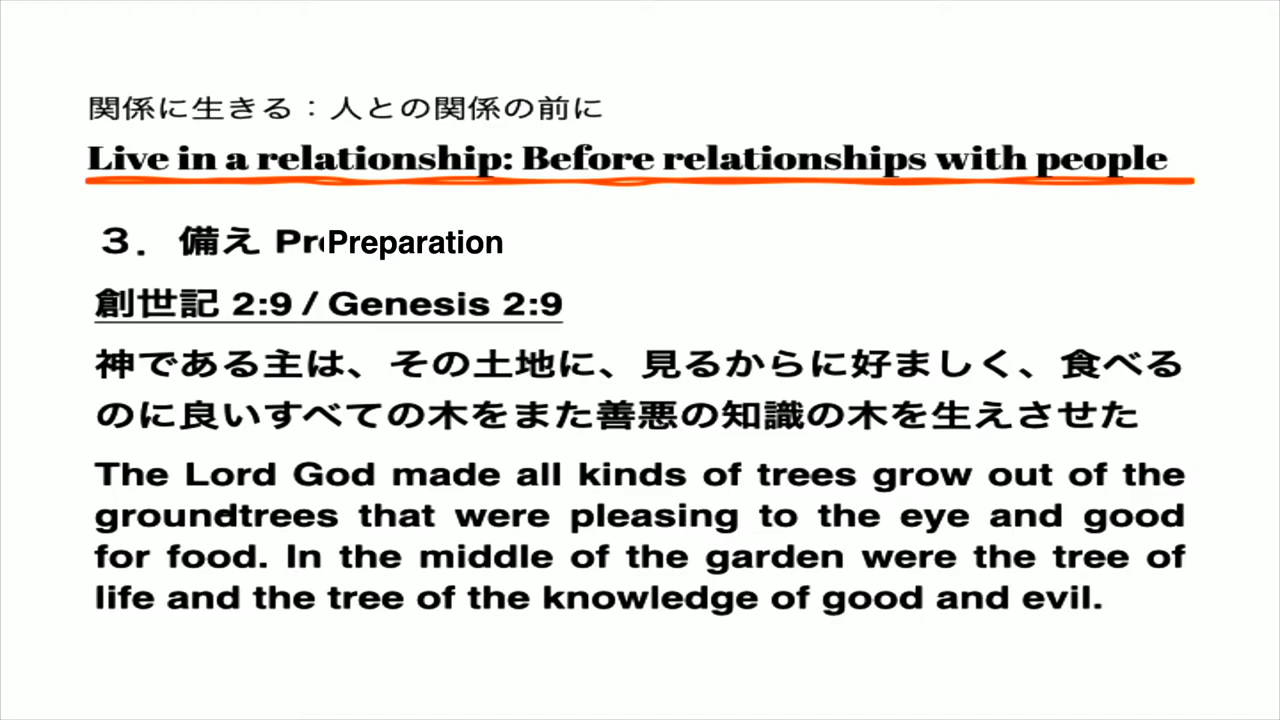 関係に生きる：人との関係の前に
Live in a relationship: Before relationships with people
３． 備え Pre Preparation
創世記 2:9 / Genesis 2:9
神である主は、その土地に、見るからに好ましく、食べる
のに良いすべての木をまた善悪の知識の木を生えさせた
The Lord God made all kinds of trees grow out of the
groundtrees that were pleasing to the eye and good
for food. In the middle of the garden were the tree of
life and the tree of the knowledge of good and evil.